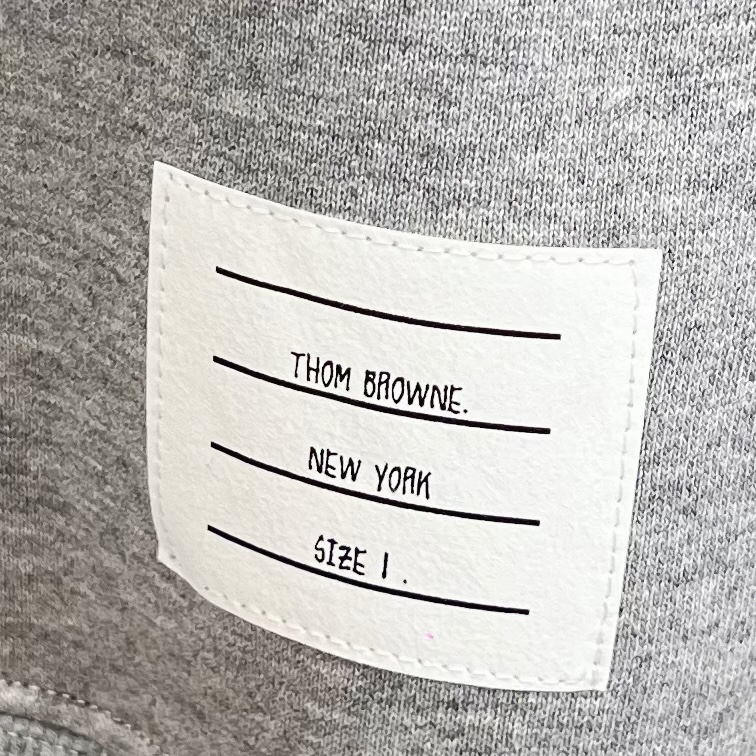 THOM BROWNE.
NEW YORK
SIZE 1 .